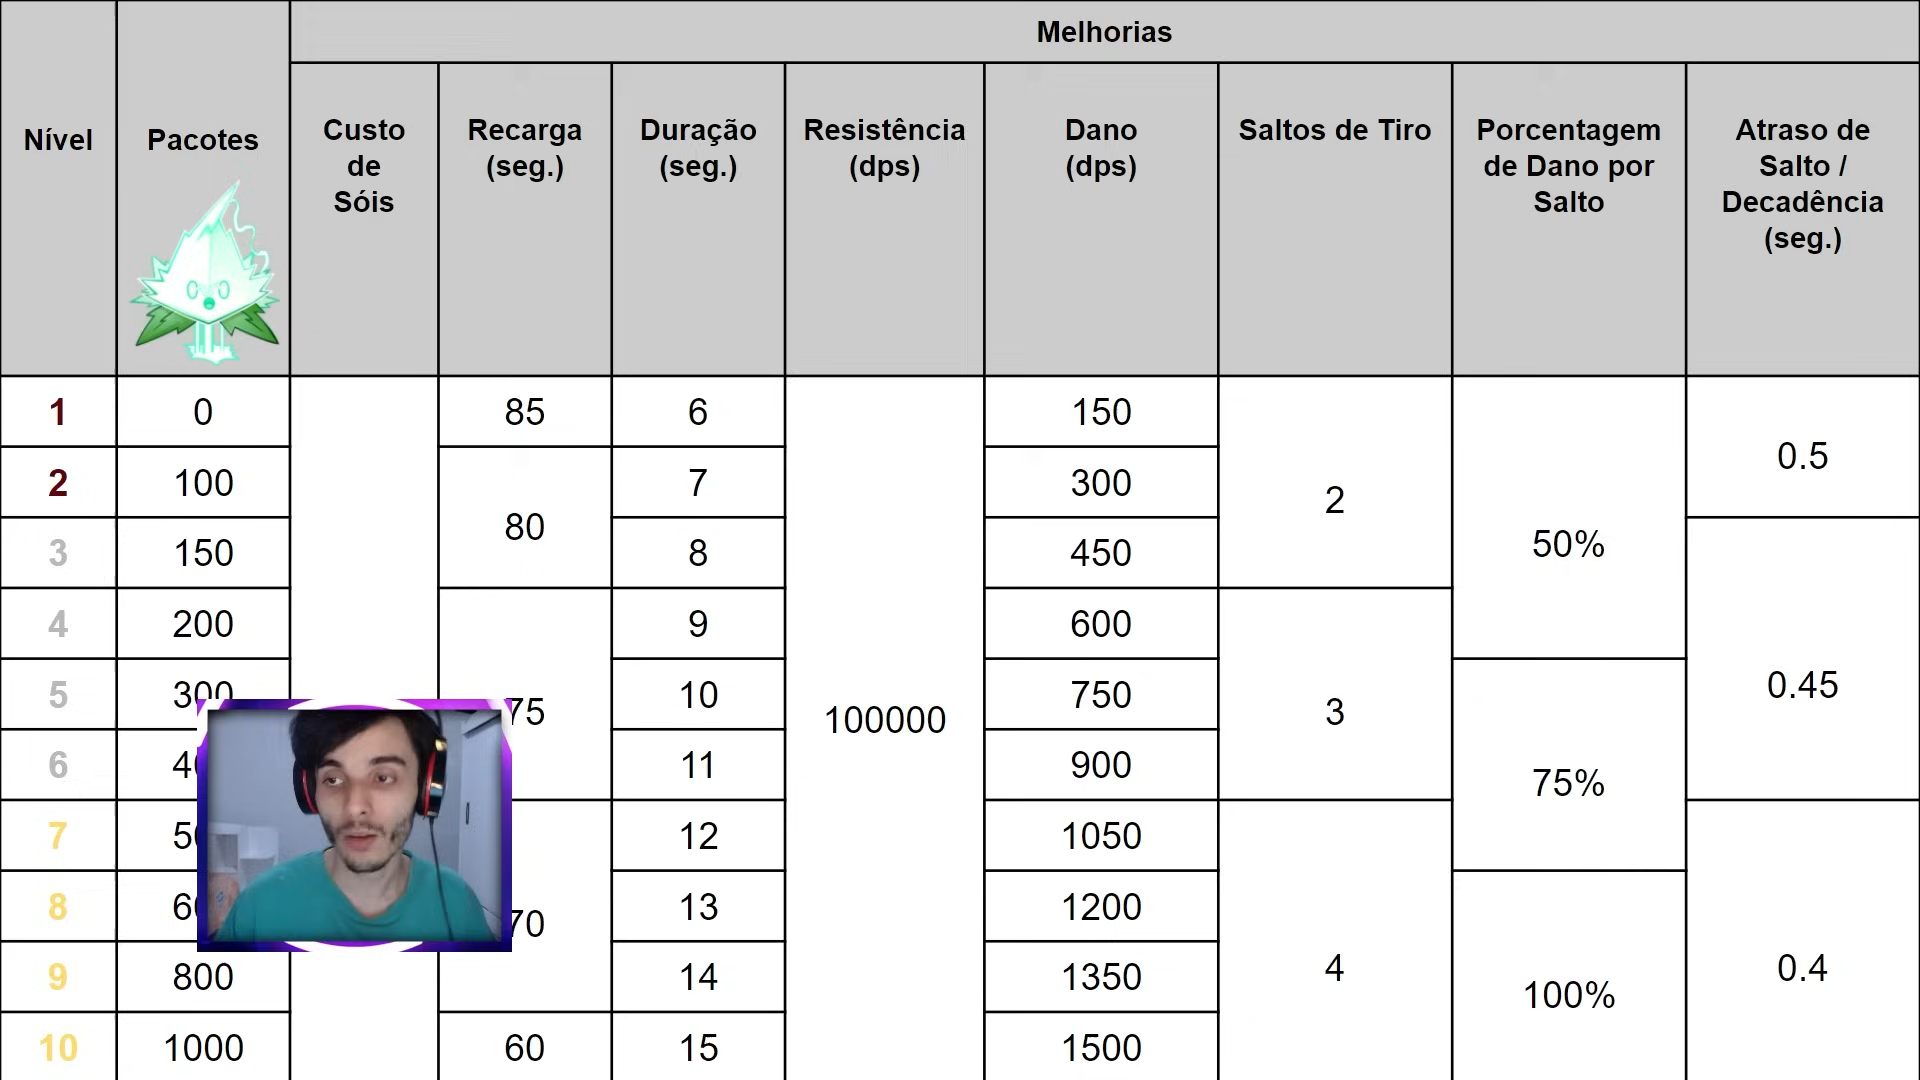 Melhorias
Nível
Pacotes
Custo
de
Sóis
Recarga
(seg.)
Duração
(seg.)
Resistência
(dps)
Dano
(dps)
Saltos de Tiro
Porcentagem
de Dano por
Salto
Atraso de
Salto /
Decadência
(seg.)
1 0 85 6 150
0.5
2 100 7 300
2
80
3 150 8 450
50%
4 200 9 600
5 300 10 750
0.45
75
3
100000
6 11 900
75%
7 12 1050
8 13 1200
70
9 800 14 1350
4
0.4
100%
10 1000 60 15 1500